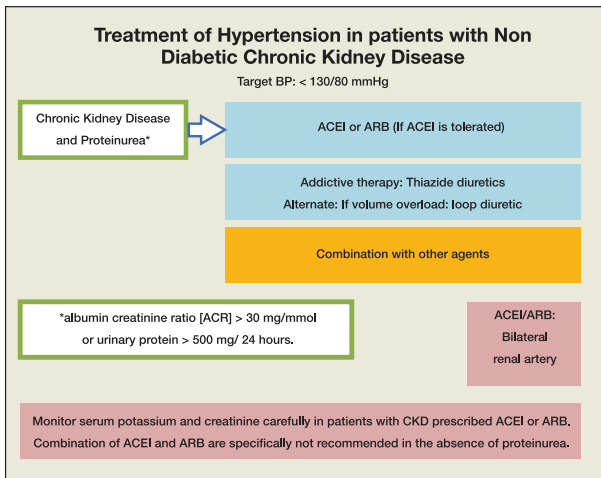 Treatment of Hypertension in patients with Non
Diabetic Chronic Kidney Disease
Target BP: < 130/80 mmHg
Chronic Kidney Disease
and Proteinurea*
ACEI or ARB (If ACEI is tolerated)
Addictive therapy: Thiazide diuretics
Alternate: If volume overload: loop diuretic
Combination with other agents
*albumin creatinine ratio [ACR] > 30 mg/mmol
or urinary protein > 500 mg/ 24 hours.
ACEI/ARB:
Bilateral
renal artery
Monitor serum potassium and creatinine carefully in patients with CKD prescribed ACEI or ARB.
Combination of ACEI and ARB are specifically not recommended in the absence of proteinurea.